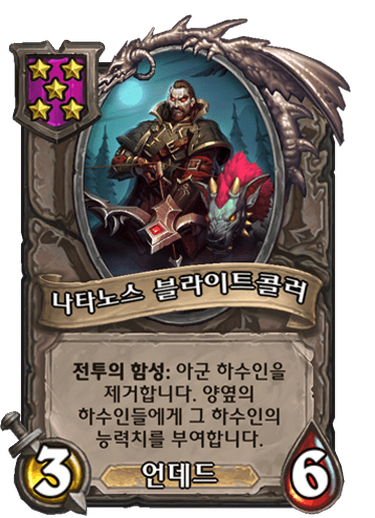 나타노스 블라이트콜러
전투의 함성: 아군 하수인을
제거합니다. 양옆의
하수인들에게 그 하수인의
능력치를 부여합니다.
3
언데드
6